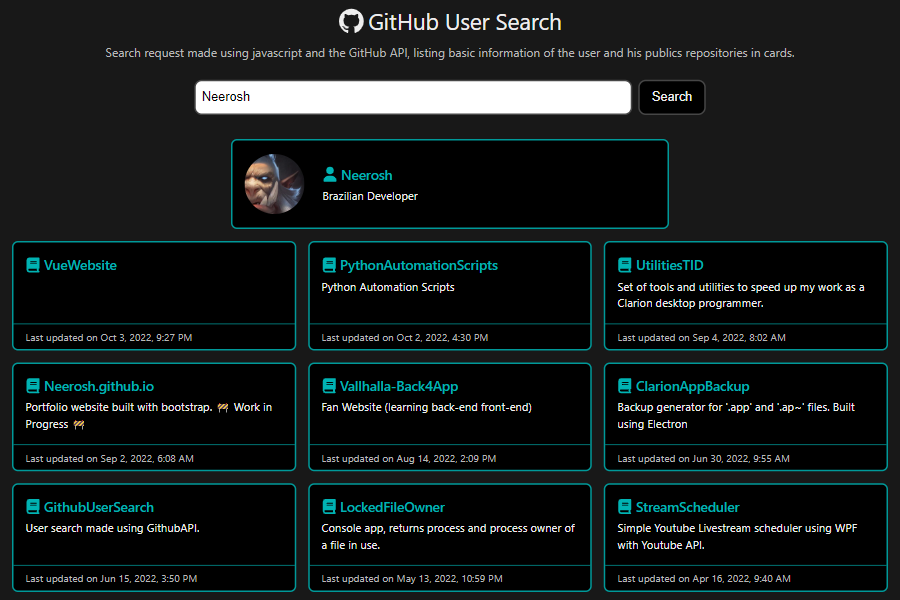 GitHub User Search
Search request made using javascript and the GitHub API, listing basic information of the user and his publics repositories in cards.
Neerosh
Search
Neerosh
Brazilian Developer
VueWebsite
Last updated on Oct 3, 2022, 9:27 PM
PythonAutomationScripts
Python Automation Scripts
Last updated on Oct 2, 2022, 4:30 PM
UtilitiesTID
Set of tools and utilities to speed up my work as a
Clarion desktop programmer.
Last updated on Sep 4, 2022, 8:02 AM
Neerosh.github.io
Portfolio website built with bootstrap. 🚧 Work in
Progress 🚧
Last updated on Sep 2, 2022, 6:08 AM
Vallhalla-Back4App
Fan Website (learning back-end front-end)
Last updated on Aug 14, 2022, 2:09 PM
ClarionAppBackup
Backup generator for '.app' and '.ap~' files. Built
using Electron
Last updated on Jun 30, 2022, 9:55 AM
GithubUserSearch
User search made using GithubAPI.
Last updated on Jun 15, 2022, 3:50 PM
LockedFileOwner
Console app, returns process and process owner of
a file in use.
Last updated on May 13, 2022, 10:59 PM
StreamScheduler
Simple Youtube Livestream scheduler using WPF
with Youtube API.
Last updated on Apr 16, 2022, 9:40 AM